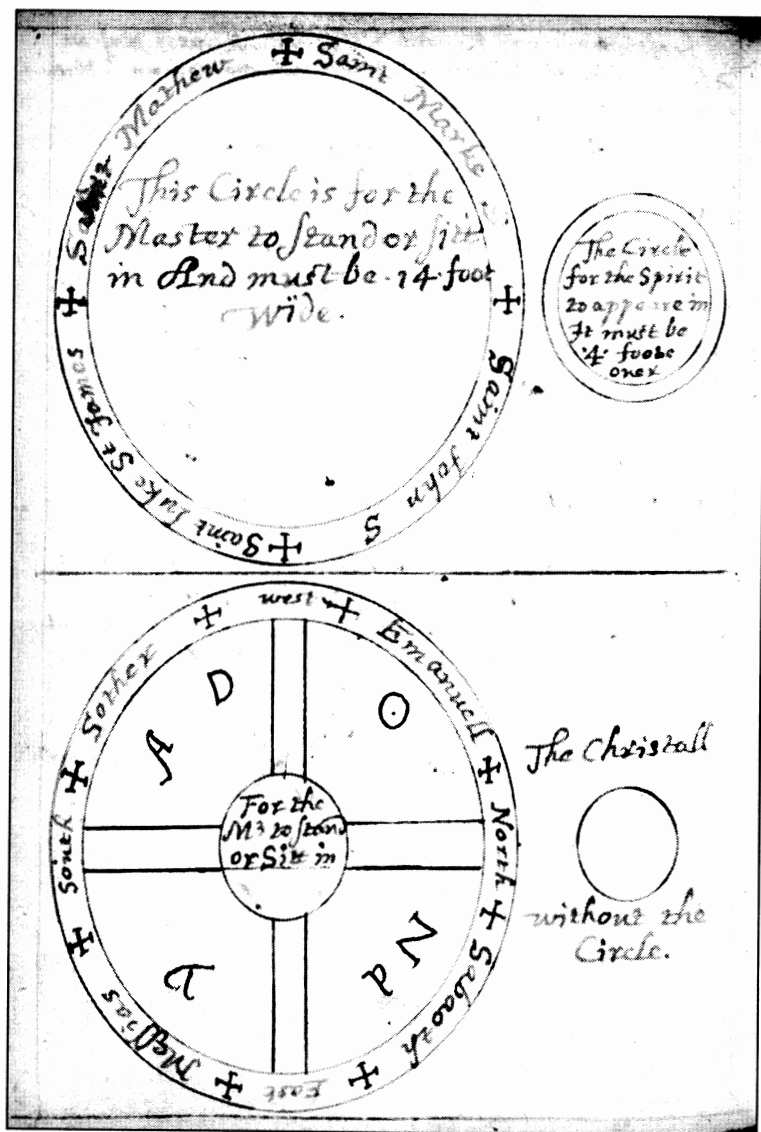 ✠ Saint Marke
✠ Saint John S
✠ Saint Luke St James
✠ Saint Mathew
This Circle is for the
Master to stand or sitt
in And must be ·14· foot
Wide.
The Circle
for the Spirit
to appeare in
It must be
·4· foote
over
✠ west ✠
Emanuell
✠ North ✠
Sabaoth
✠ East ✠
Messias
✠ South ✠
Sother
A D
O
N d
For the
Mr to stand
or Sitt in
The Christall
without the
Circle.